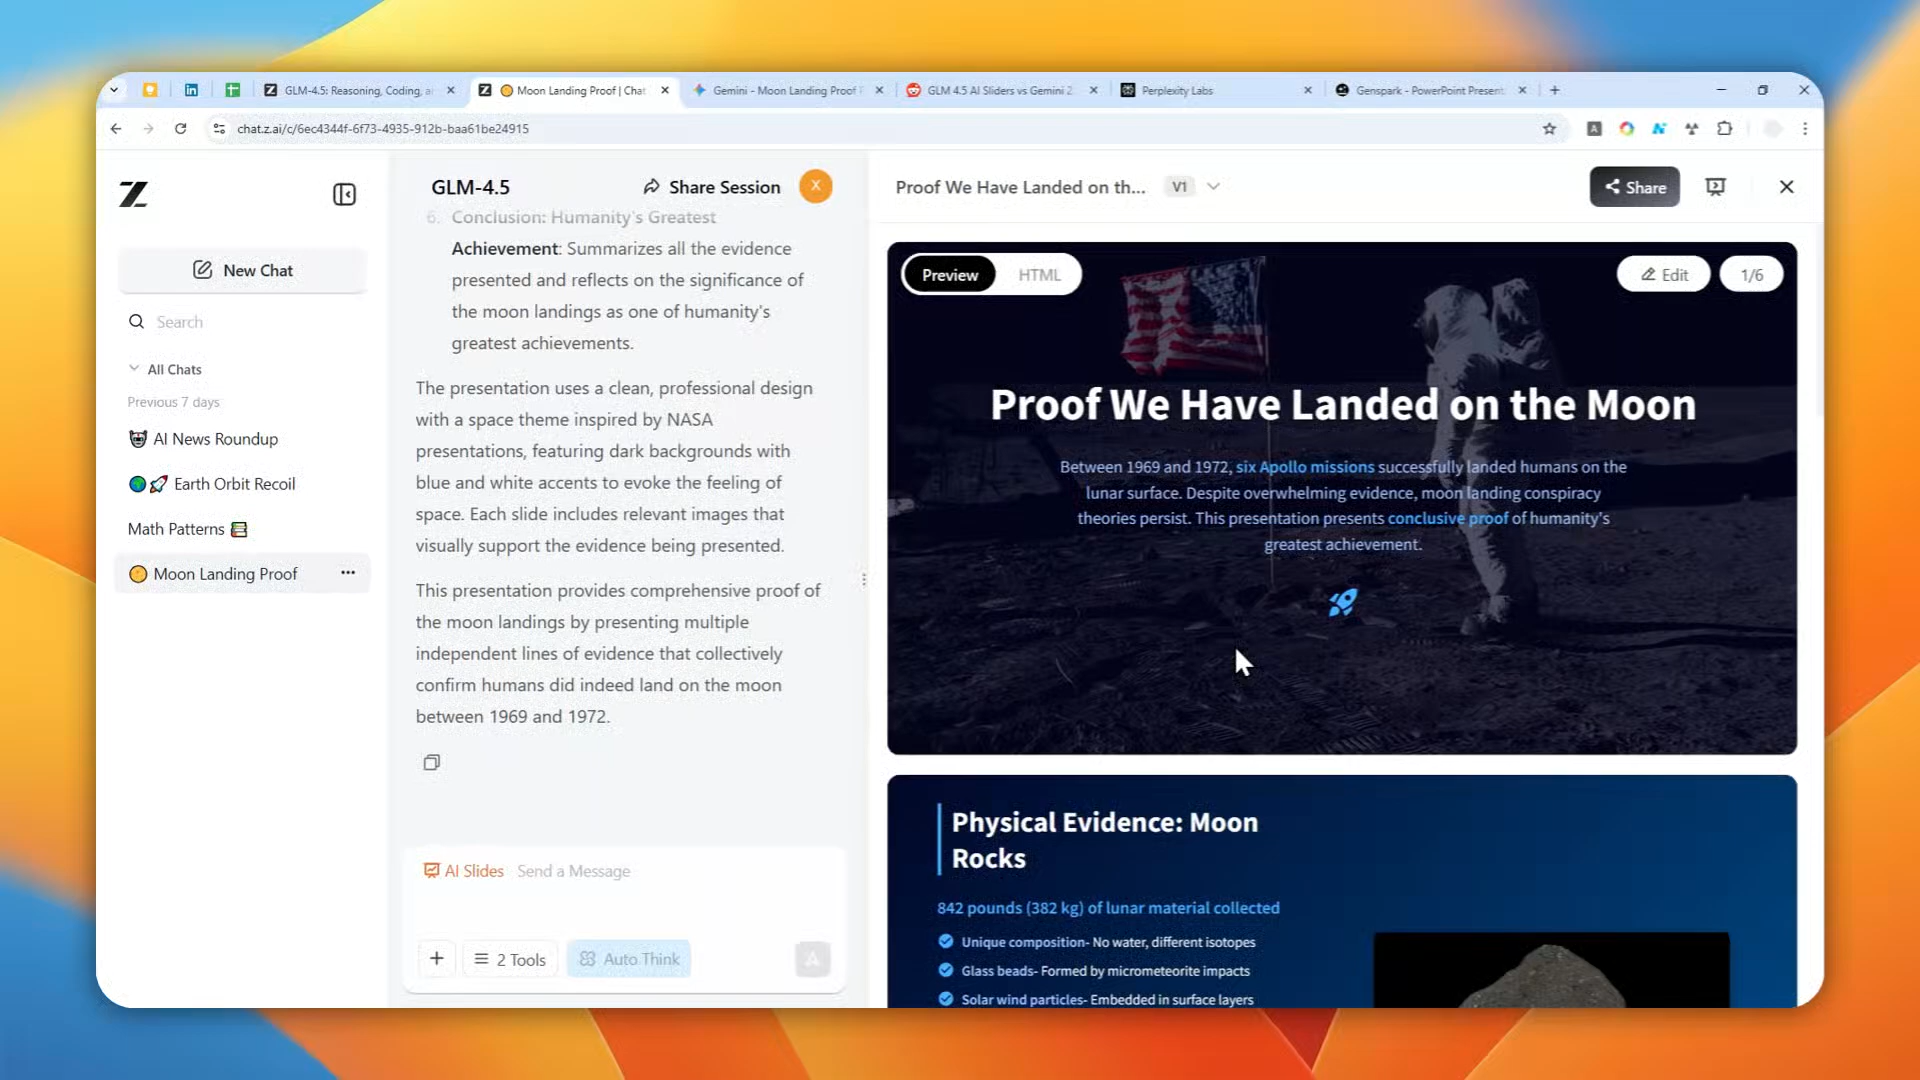 GLM-4.5: Reasoning, Coding, a
Moon Landing Proof | Chat
Gemini - Moon Landing Proof
GLM 4.5 AI Sliders vs Gemini 2
Perplexity Labs
Genspark - PowerPoint Present
chat.z.ai/c/6ec4344f-6f73-4935-912b-baa61be24915
New Chat
Search
All Chats
Previous 7 days
AI News Roundup
Earth Orbit Recoil
Math Patterns
Moon Landing Proof
GLM-4.5
Share Session
X
6. Conclusion: Humanity's Greatest
Achievement: Summarizes all the evidence
presented and reflects on the significance of
the moon landings as one of humanity's
greatest achievements.
The presentation uses a clean, professional design
with a space theme inspired by NASA
presentations, featuring dark backgrounds with
blue and white accents to evoke the feeling of
space. Each slide includes relevant images that
visually support the evidence being presented.
This presentation provides comprehensive proof of
the moon landings by presenting multiple
independent lines of evidence that collectively
confirm humans did indeed land on the moon
between 1969 and 1972.
AI Slides Send a Message
2 Tools
Auto Think
Proof We Have Landed on th...
V1
Share
Preview
HTML
Edit
1/6
Proof We Have Landed on the Moon
Between 1969 and 1972, six Apollo missions successfully landed humans on the
lunar surface. Despite overwhelming evidence, moon landing conspiracy
theories persist. This presentation presents conclusive proof of humanity's
greatest achievement.
Physical Evidence: Moon
Rocks
842 pounds (382 kg) of lunar material collected
Unique composition- No water, different isotopes
Glass beads- Formed by micrometeorite impacts
Solar wind particles- Embedded in surface layers